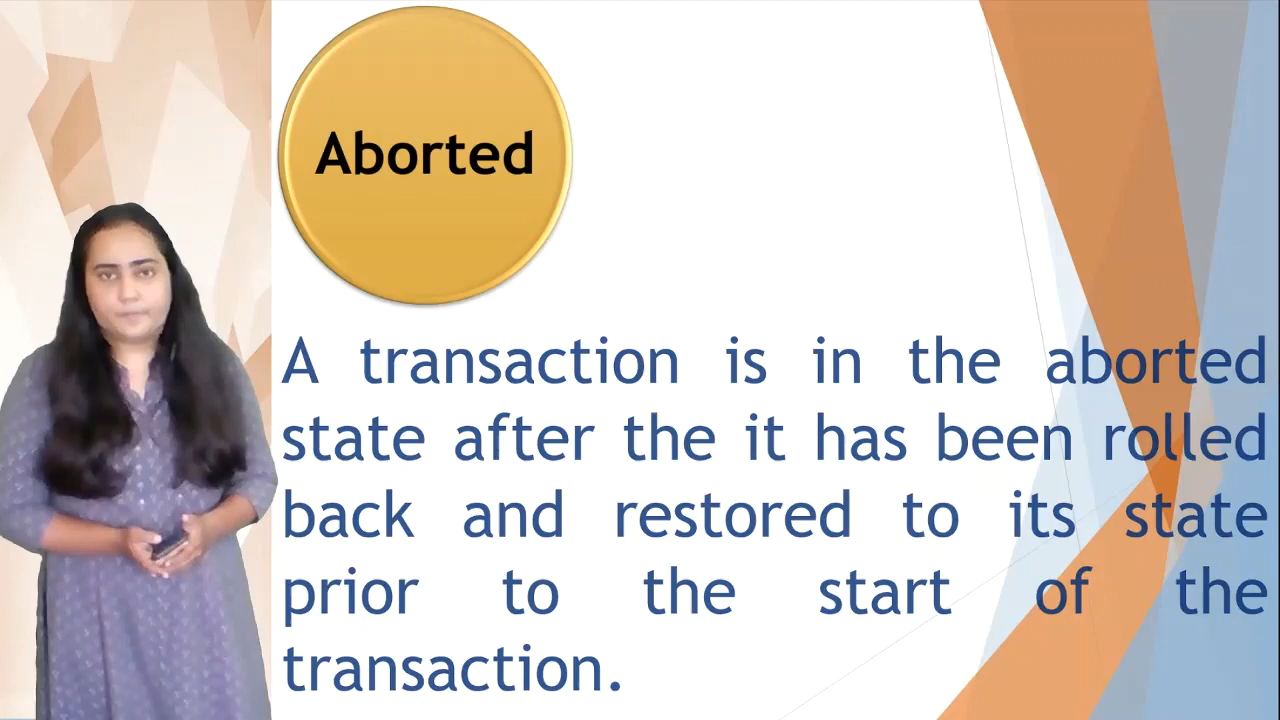 Aborted
A transaction is in the aborted
state after the it has been rolled
back and restored to its state
prior to the start of the
transaction.